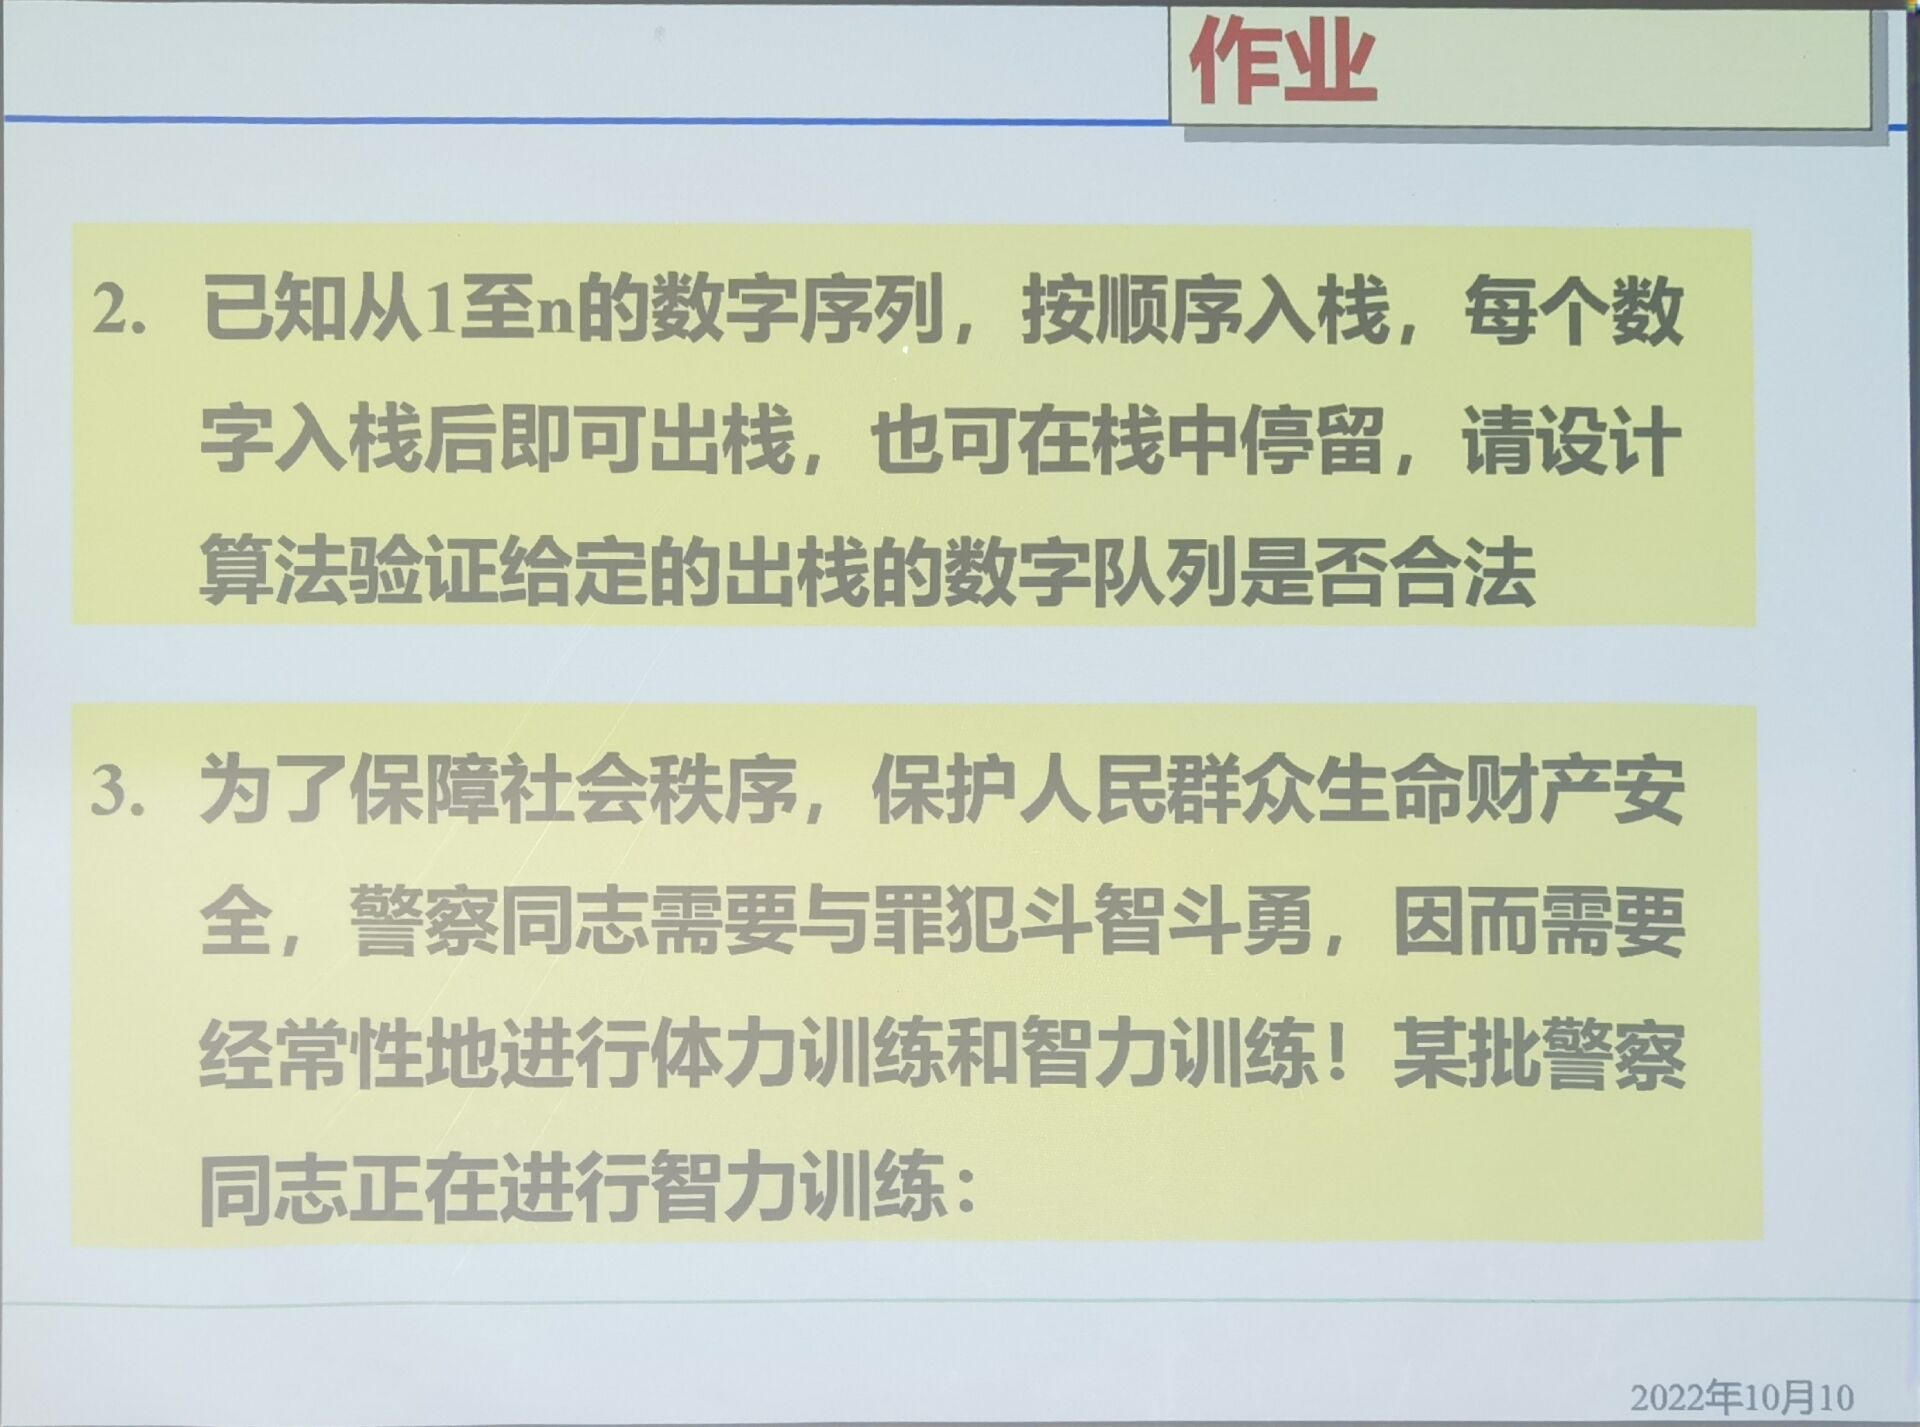 作业
2. 已知从1至n的数字序列，按顺序入栈，每个数
字入栈后即可出栈，也可在栈中停留，请设计
算法验证给定的出栈的数字队列是否合法
3. 为了保障社会秩序，保护人民群众生命财产安
全，警察同志需要与罪犯斗智斗勇，因而需要
经常性地进行体力训练和智力训练！某批警察
同志正在进行智力训练：
2022年10月10